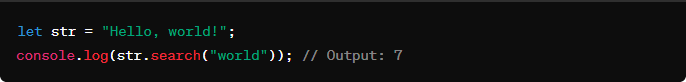 let str = "Hello, world!";
console.log(str.search("world")); // Output: 7